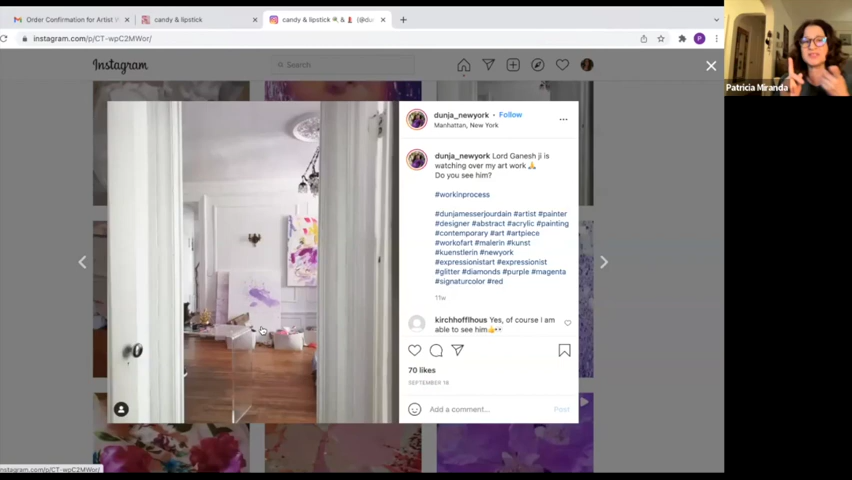 Order Confirmation for Artist
candy & lipstick
candy & lipstick
instagram.com/p/CT-wpC2MWor/
P
Instagram
Search
Patricia Miranda
dunja_newyork • Follow
Manhattan, New York
dunja_newyork Lord Ganesh ji is
watching over my art work 🙏
Do you see him?
#workinprocess
#dunjamesserjourdain #artist #painter
#designer #abstract #acrylic #painting
#contemporary #art #artpiece
#workofart #malerin #kunst
#kuenstlerin #newyork
#expressionistart #expressionist
#glitter #diamonds #purple #magenta
#signaturcolor #red
11w
kirchhofflhous Yes, of course I am
able to see him👍👀
70 likes
SEPTEMBER 18
Add a comment...
Post
instagram.com/p/CT-wpC2MWor/